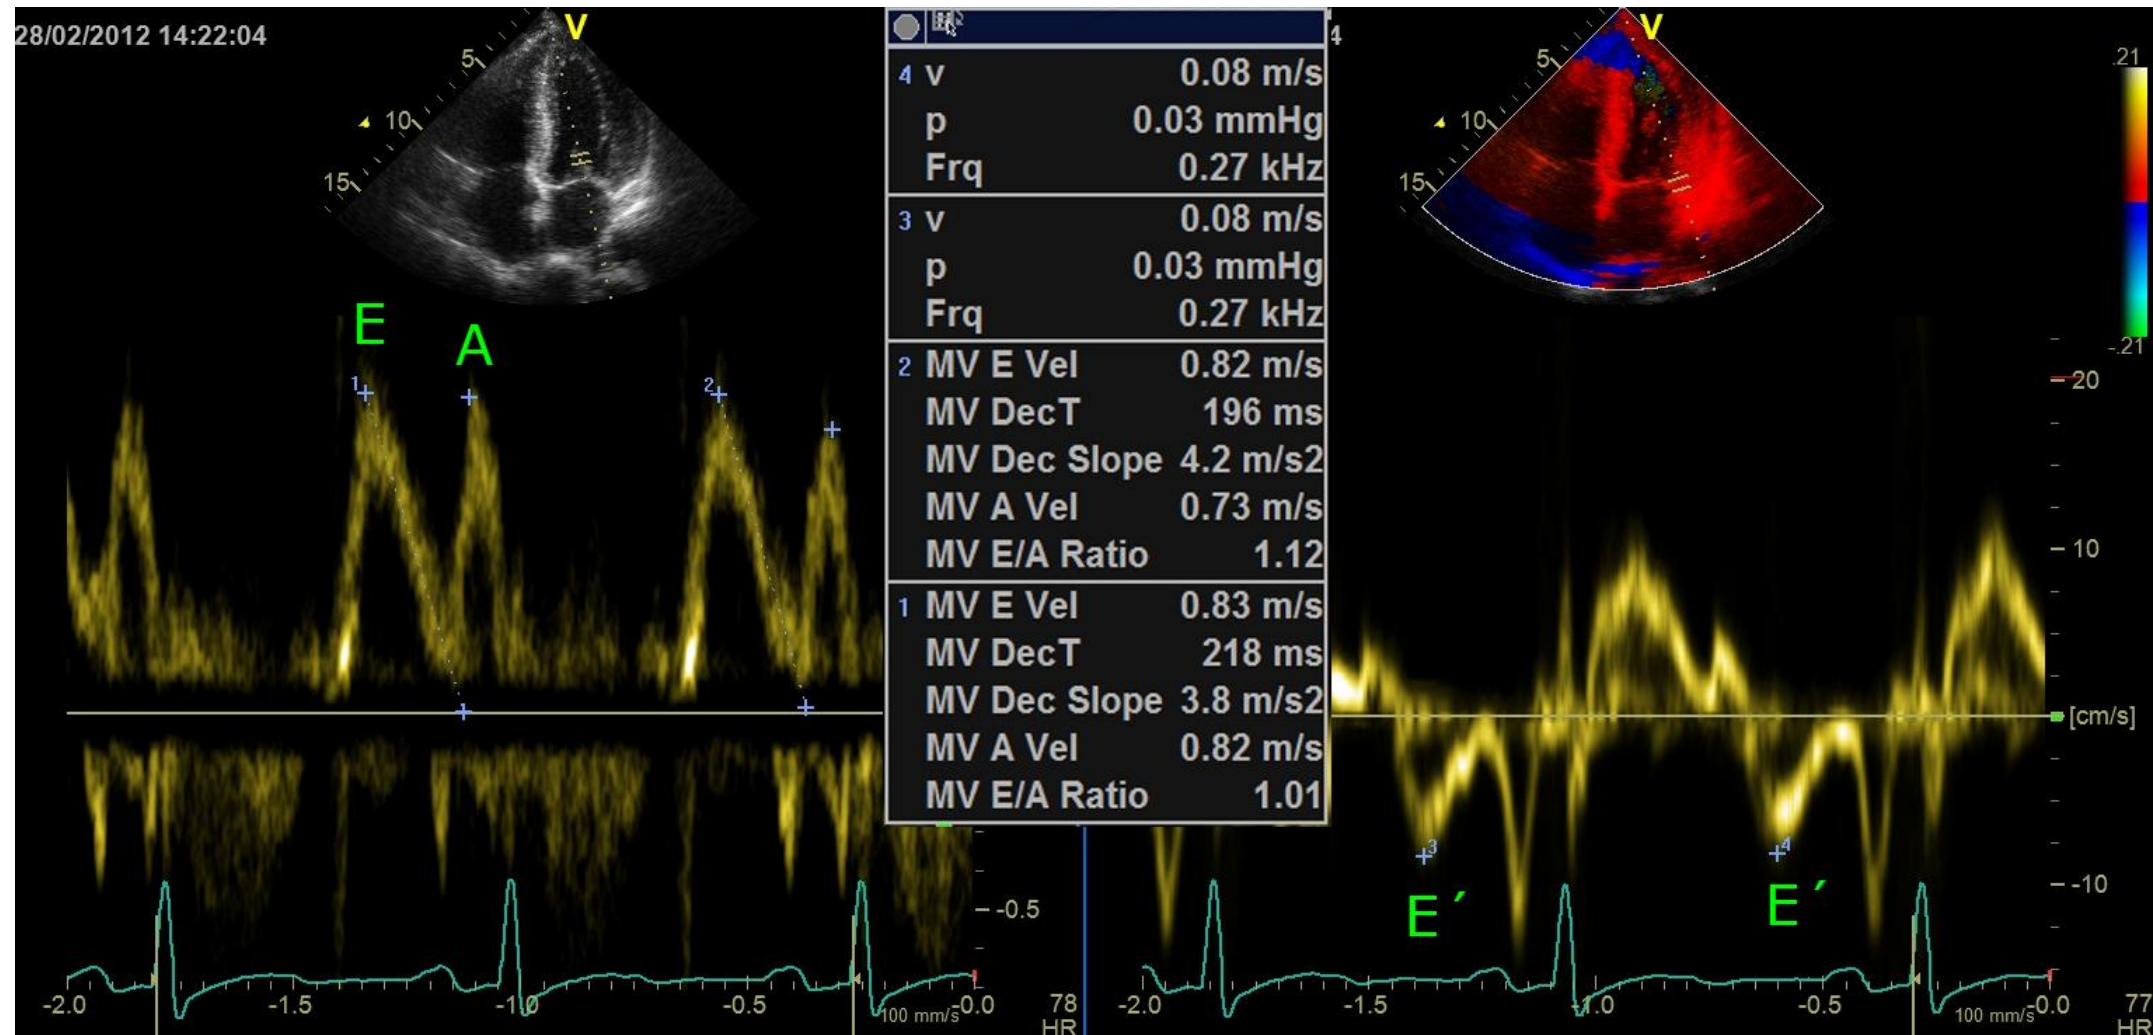 28/02/2012 14:22:04
V
5
10
15
E
A
1
2
-0.5
-2.0
-1.5
-1.0
-0.5
-0.0
100 mm/s
78
HR
4 v 0.08 m/s
p 0.03 mmHg
Frq 0.27 kHz
3 v 0.08 m/s
p 0.03 mmHg
Frq 0.27 kHz
2 MV E Vel 0.82 m/s
MV DecT 196 ms
MV Dec Slope 4.2 m/s2
MV A Vel 0.73 m/s
MV E/A Ratio 1.12
1 MV E Vel 0.83 m/s
MV DecT 218 ms
MV Dec Slope 3.8 m/s2
MV A Vel 0.82 m/s
MV E/A Ratio 1.01
4
V
5
10
15
.21
-.21
20
10
[cm/s]
-10
3
4
E´
E´
-2.0
-1.5
-1.0
-0.5
-0.0
100 mm/s
77
HR